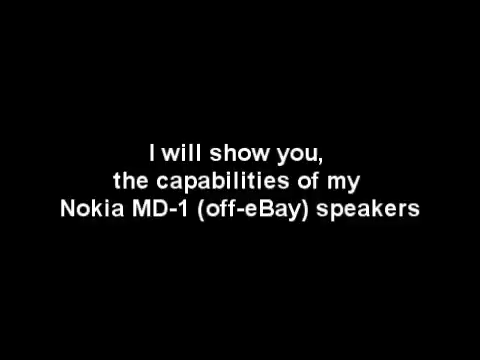 I will show you,
the capabilities of my
Nokia MD-1 (off-eBay) speakers